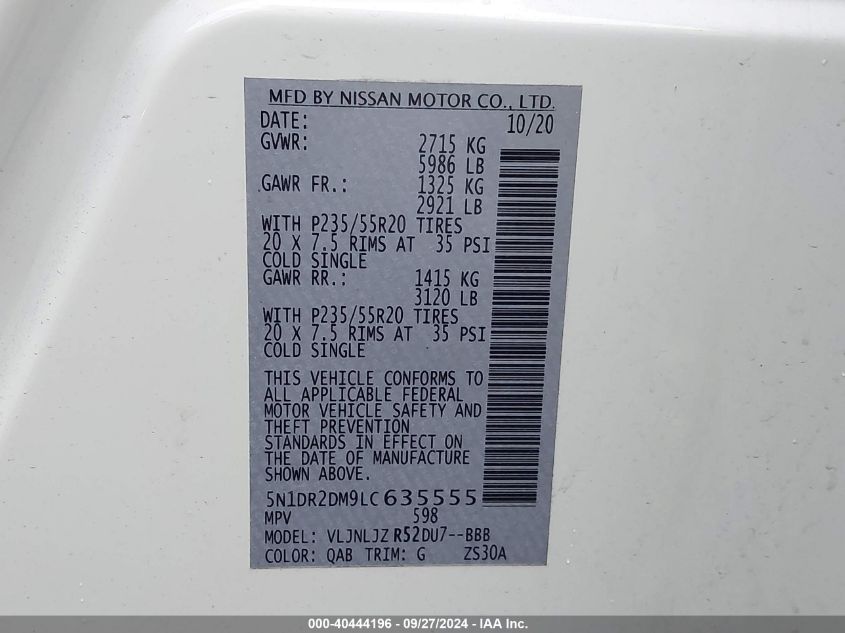 MFD BY NISSAN MOTOR CO., LTD.
DATE: 10/20
GVWR: 2715 KG
5986 LB
GAWR FR.: 1325 KG
2921 LB
WITH P235/55R20 TIRES
20 X 7.5 RIMS AT 35 PSI
COLD SINGLE
GAWR RR.: 1415 KG
3120 LB
WITH P235/55R20 TIRES
20 X 7.5 RIMS AT 35 PSI
COLD SINGLE
THIS VEHICLE CONFORMS TO
ALL APPLICABLE FEDERAL
MOTOR VEHICLE SAFETY AND
THEFT PREVENTION
STANDARDS IN EFFECT ON
THE DATE OF MANUFACTURE
SHOWN ABOVE.
5N1DR2DM9LC635555
MPV 598
MODEL: VLJNLJZ R52DU7--BBB
COLOR: QAB TRIM: G ZS30A
000-40444196 - 09/27/2024 - IAA Inc.